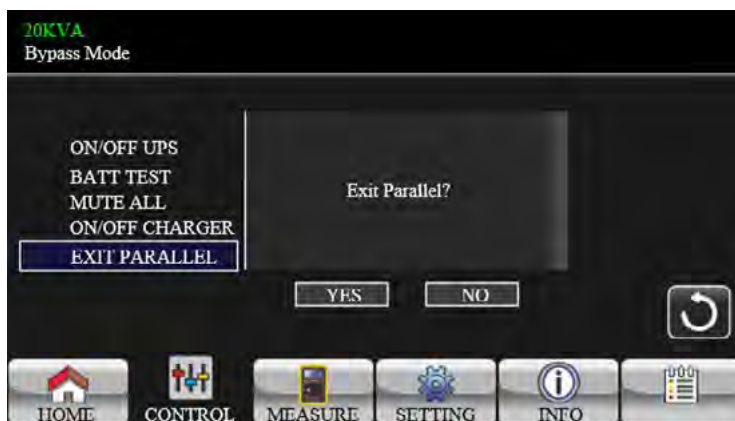 20KVA
Bypass Mode
ON/OFF UPS
BATT TEST
MUTE ALL
ON/OFF CHARGER
EXIT PARALLEL
Exit Parallel?
YES NO
HOME CONTROL MEASURE SETTING INFO